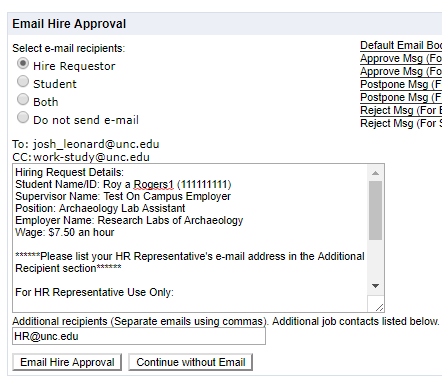 Email Hire Approval
Select e-mail recipients:
Hire Requestor
Student
Both
Do not send e-mail
Default Email Boo
Approve Msg (Fo
Approve Msg (Fo
Postpone Msg (F
Postpone Msg (F
Reject Msg (For E
Reject Msg (For S
To: josh_leonard@unc.edu
CC:work-study@unc.edu
Hiring Request Details:
Student Name/ID: Roy a Rogers1 (111111111)
Supervisor Name: Test On Campus Employer
Position: Archaeology Lab Assistant
Employer Name: Research Labs of Archaeology
Wage: $7.50 an hour
******Please list your HR Representative's e-mail address in the Additional
Recipient section******
For HR Representative Use Only:
Additional recipients (Separate emails using commas). Additional job contacts listed below.
HR@unc.edu
Email Hire Approval
Continue without Email